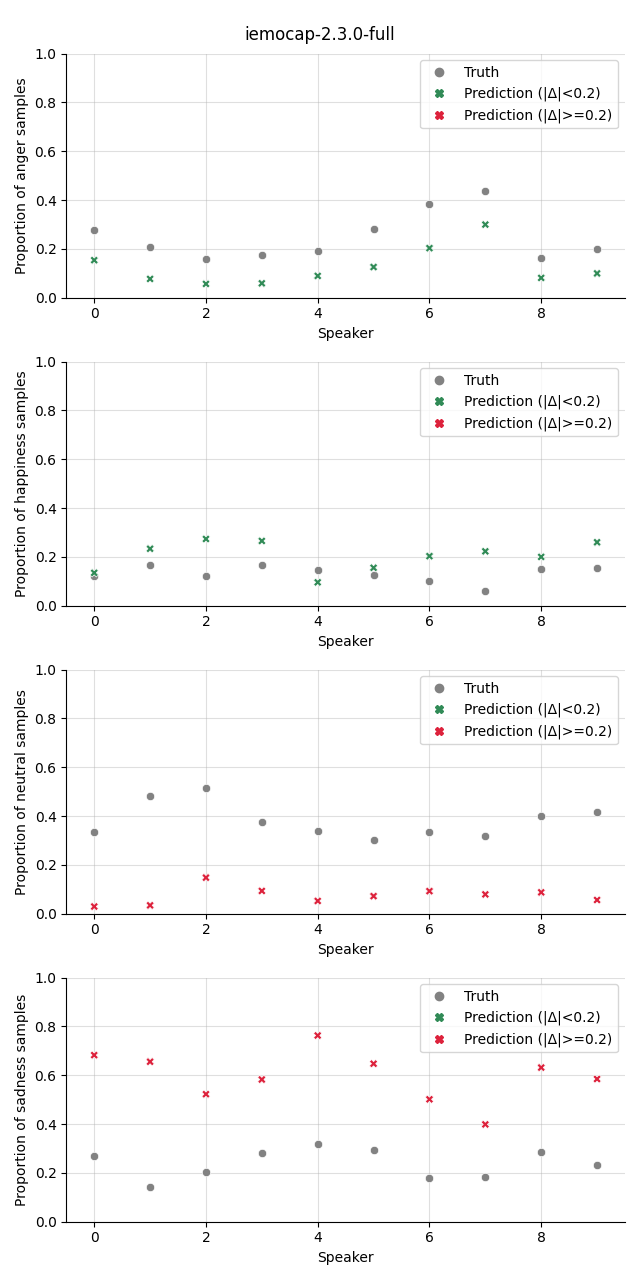 iemocap-2.3.0-full
1.0
0.8
0.6
0.4
0.2
0.0
Proportion of anger samples
Truth
Prediction (|Δ|<0.2)
Prediction (|Δ|>=0.2)
0 2 4 6 8
Speaker
1.0
0.8
0.6
0.4
0.2
0.0
Proportion of happiness samples
Truth
Prediction (|Δ|<0.2)
Prediction (|Δ|>=0.2)
0 2 4 6 8
Speaker
1.0
0.8
0.6
0.4
0.2
0.0
Proportion of neutral samples
Truth
Prediction (|Δ|<0.2)
Prediction (|Δ|>=0.2)
0 2 4 6 8
Speaker
1.0
0.8
0.6
0.4
0.2
0.0
Proportion of sadness samples
Truth
Prediction (|Δ|<0.2)
Prediction (|Δ|>=0.2)
0 2 4 6 8
Speaker